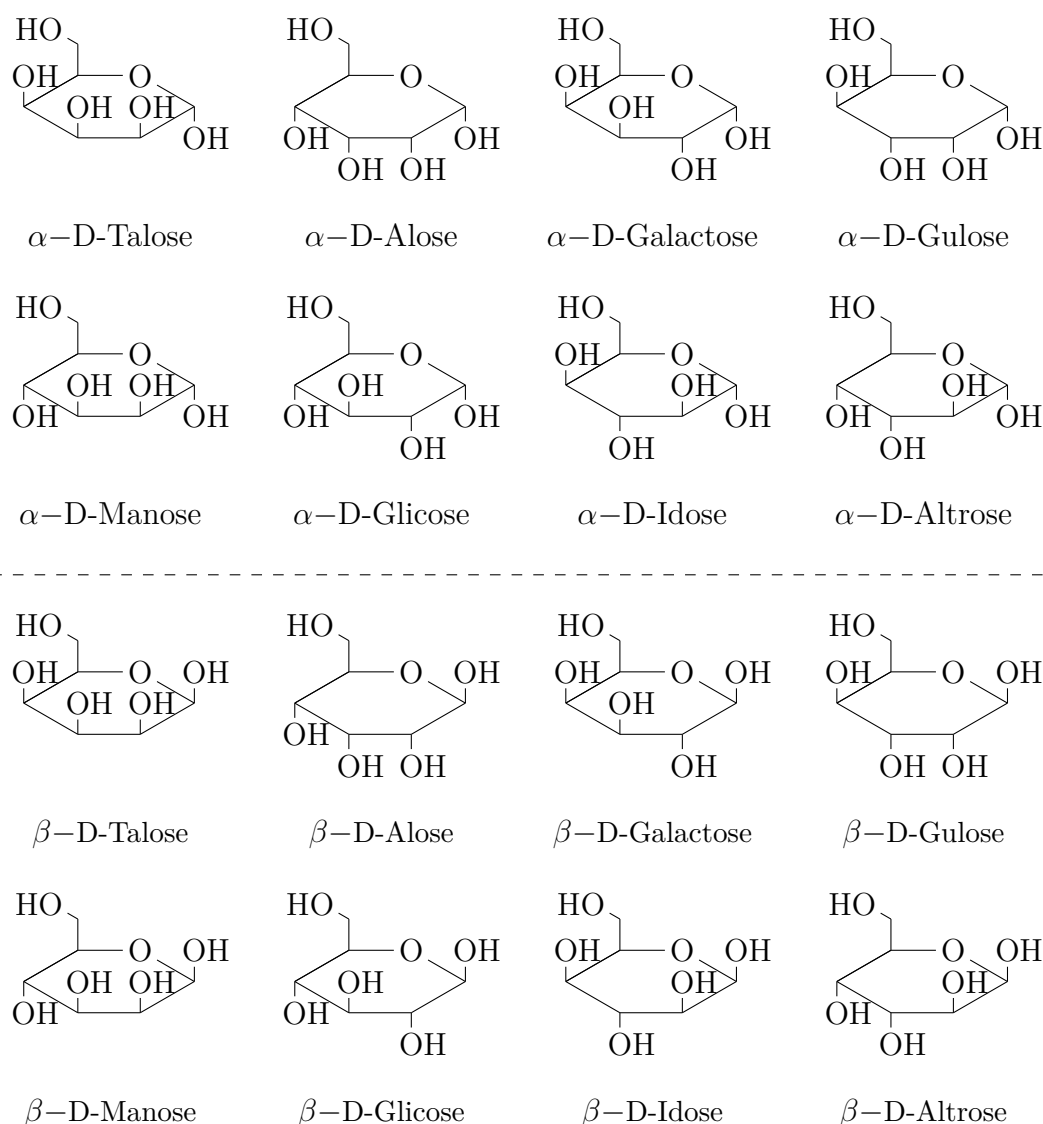 HO HO HO HO
OH O O OH O OH O
OH OH OH
OH OH OH OH OH OH
OH OH OH OH OH
α−D-Talose α−D-Alose α−D-Galactose α−D-Gulose
HO HO HO HO
O O OH O O
OH OH OH OH OH
OH OH OH OH OH OH OH
OH OH OH
α−D-Manose α−D-Glicose α−D-Idose α−D-Altrose
HO HO HO HO
OH O OH O OH OH O OH OH O OH
OH OH OH
OH
OH OH OH OH OH
β−D-Talose β−D-Alose β−D-Galactose β−D-Gulose
HO HO HO HO
O OH O OH OH O OH O OH
OH OH OH OH OH
OH OH OH
OH OH OH
β−D-Manose β−D-Glicose β−D-Idose β−D-Altrose